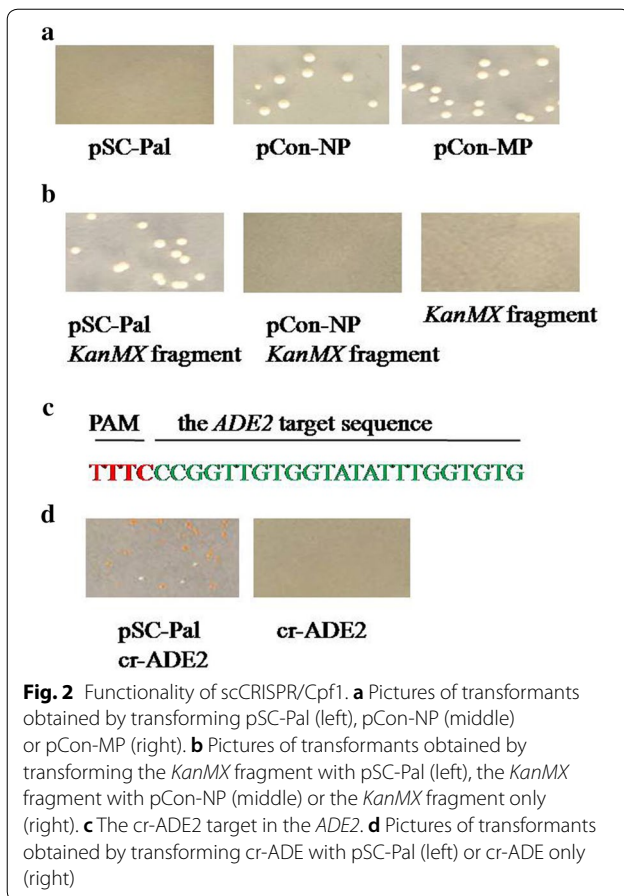 a
pSC-Pal pCon-NP pCon-MP
b
pSC-Pal pCon-NP KanMX fragment
KanMX fragment KanMX fragment
c
PAM the ADE2 target sequence
TTTCCCGGTTGTGGTATATTTGGTGTG
d
pSC-Pal cr-ADE2
cr-ADE2
Fig. 2 Functionality of scCRISPR/Cpf1. a Pictures of transformants
obtained by transforming pSC-Pal (left), pCon-NP (middle)
or pCon-MP (right). b Pictures of transformants obtained by
transforming the KanMX fragment with pSC-Pal (left), the KanMX
fragment with pCon-NP (middle) or the KanMX fragment only
(right). c The cr-ADE2 target in the ADE2. d Pictures of transformants
obtained by transforming cr-ADE with pSC-Pal (left) or cr-ADE only
(right)